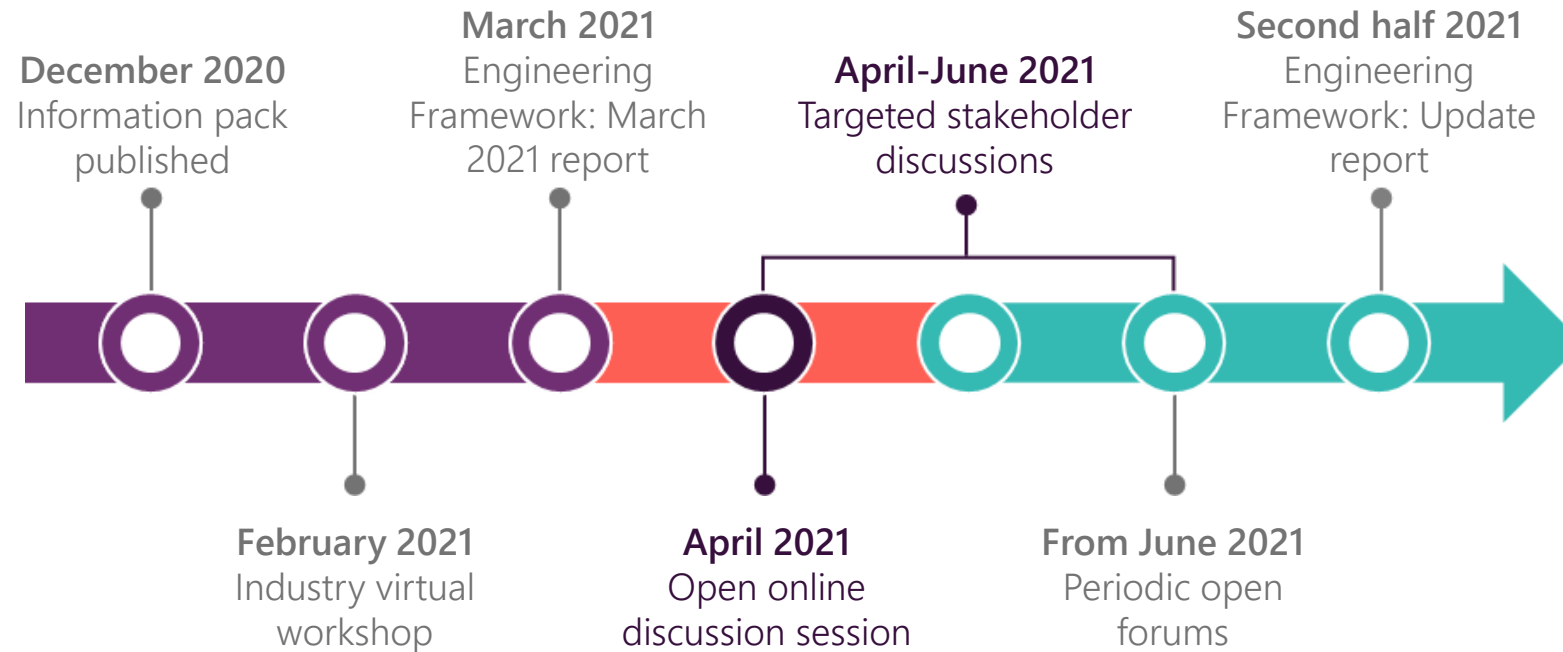 December 2020
Information pack
published
March 2021
Engineering
Framework: March
2021 report
April-June 2021
Targeted stakeholder
discussions
Second half 2021
Engineering
Framework: Update
report
February 2021
Industry virtual
workshop
April 2021
Open online
discussion session
From June 2021
Periodic open
forums